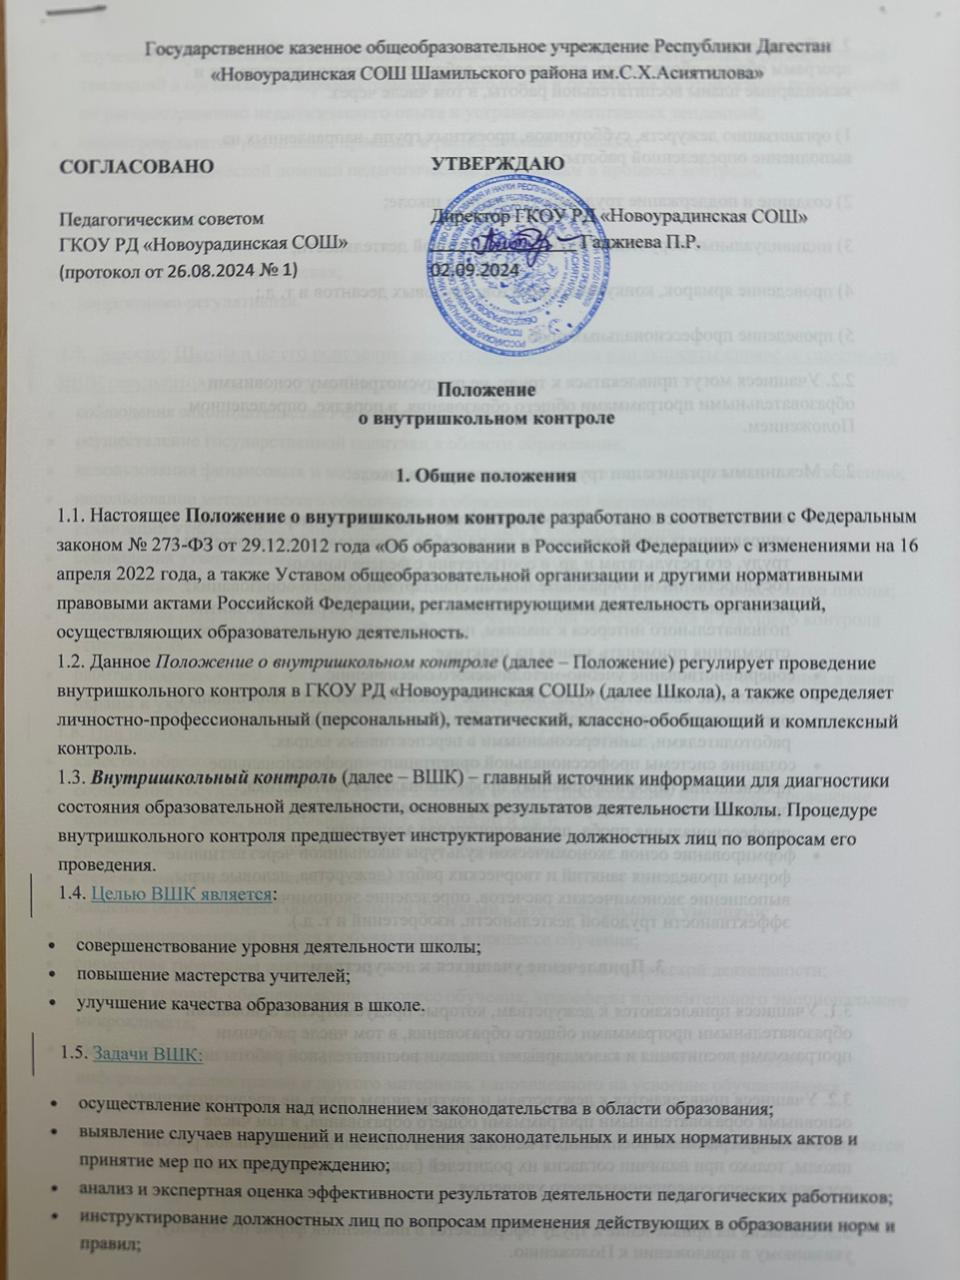 Государственное казенное общеобразовательное учреждение Республики Дагестан
«Новоурадинская СОШ Шамильского района им.С.Х.Асиятилова»
СОГЛАСОВАНО
Педагогическим советом
ГКОУ РД «Новоурадинская СОШ»
(протокол от 26.08.2024 № 1)
УТВЕРЖДАЮ
Директор ГКОУ РД «Новоурадинская СОШ»
Гаджиева П.Р.
02.09.2024
Положение
о внутришкольном контроле
1. Общие положения
1.1. Настоящее Положение о внутришкольном контроле разработано в соответствии с Федеральным
законом № 273-ФЗ от 29.12.2012 года «Об образовании в Российской Федерации» с изменениями на 16
апреля 2022 года, а также Уставом общеобразовательной организации и другими нормативными
правовыми актами Российской Федерации, регламентирующими деятельность организаций,
осуществляющих образовательную деятельность.
1.2. Данное Положение о внутришкольном контроле (далее – Положение) регулирует проведение
внутришкольного контроля в ГКОУ РД «Новоурадинская СОШ» (далее Школа), а также определяет
личностно-профессиональный (персональный), тематический, классно-обобщающий и комплексный
контроль.
1.3. Внутришкольный контроль (далее – ВШК) – главный источник информации для диагностики
состояния образовательной деятельности, основных результатов деятельности Школы. Процедуре
внутришкольного контроля предшествует инструктирование должностных лиц по вопросам его
проведения.
1.4. Целью ВШК является:
• совершенствование уровня деятельности школы;
• повышение мастерства учителей;
• улучшение качества образования в школе.
1.5. Задачи ВШК:
• осуществление контроля над исполнением законодательства в области образования;
• выявление случаев нарушений и неисполнения законодательных и иных нормативных актов и
принятие мер по их предупреждению;
• анализ и экспертная оценка эффективности результатов деятельности педагогических работников;
• инструктирование должностных лиц по вопросам применения действующих в образовании норм и
правил;